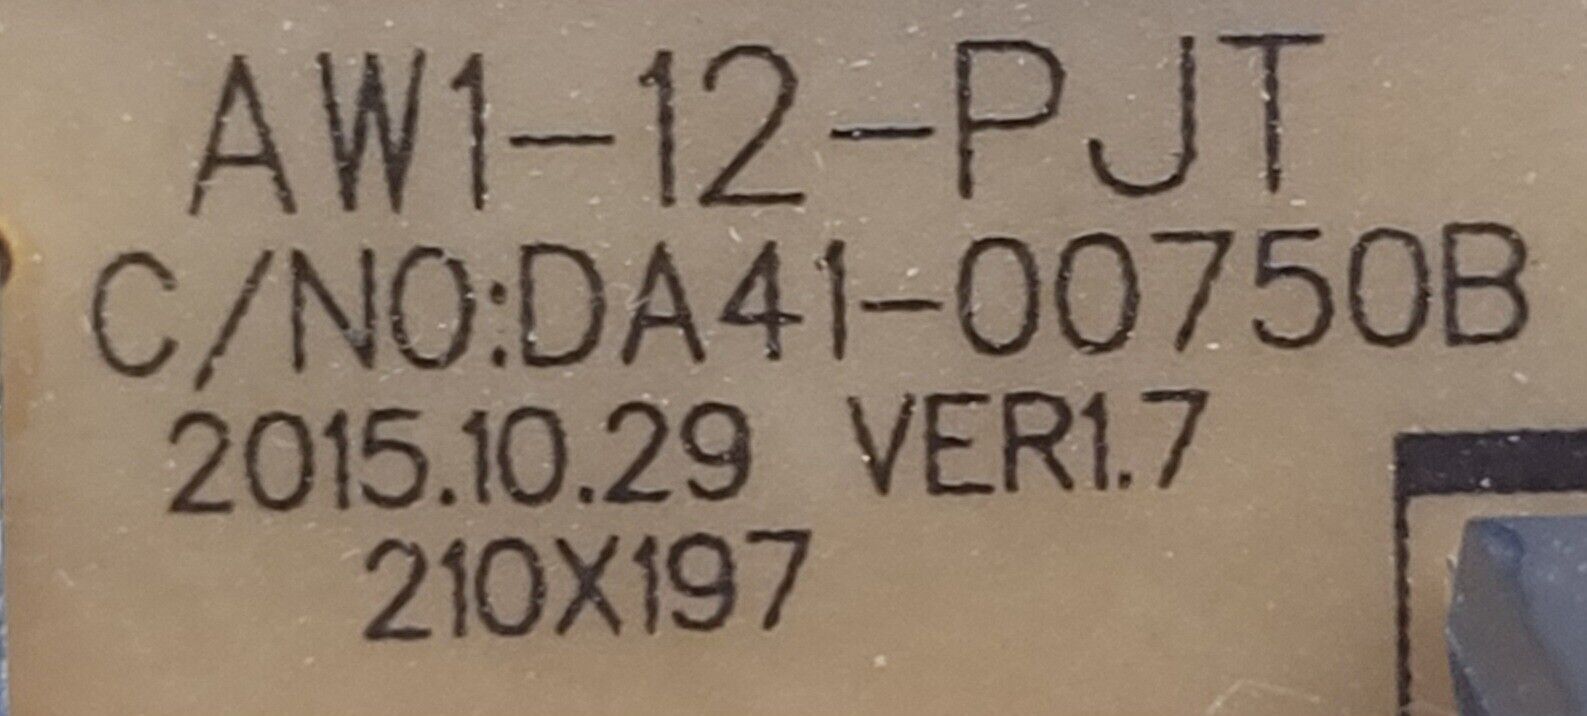 AW1-12-PJT
C/NO:DA41-00750B
2015.10.29 VER1.7
210X197